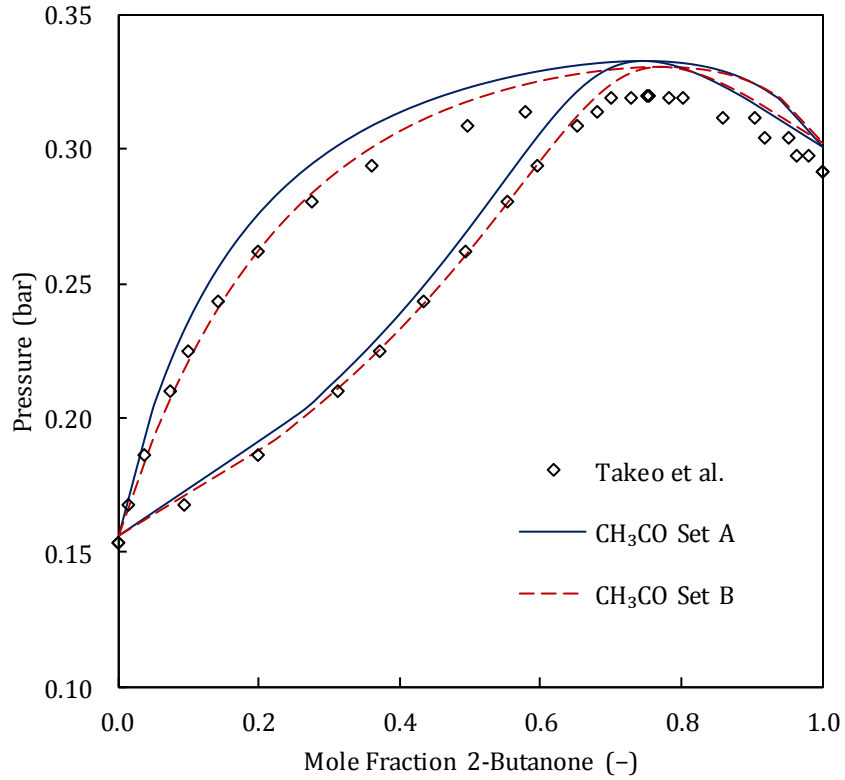 0.35
0.30
0.25
0.20
0.15
0.10
Pressure (bar)
Takeo et al.
CH₃CO Set A
CH₃CO Set B
0.0 0.2 0.4 0.6 0.8 1.0
Mole Fraction 2-Butanone (−)